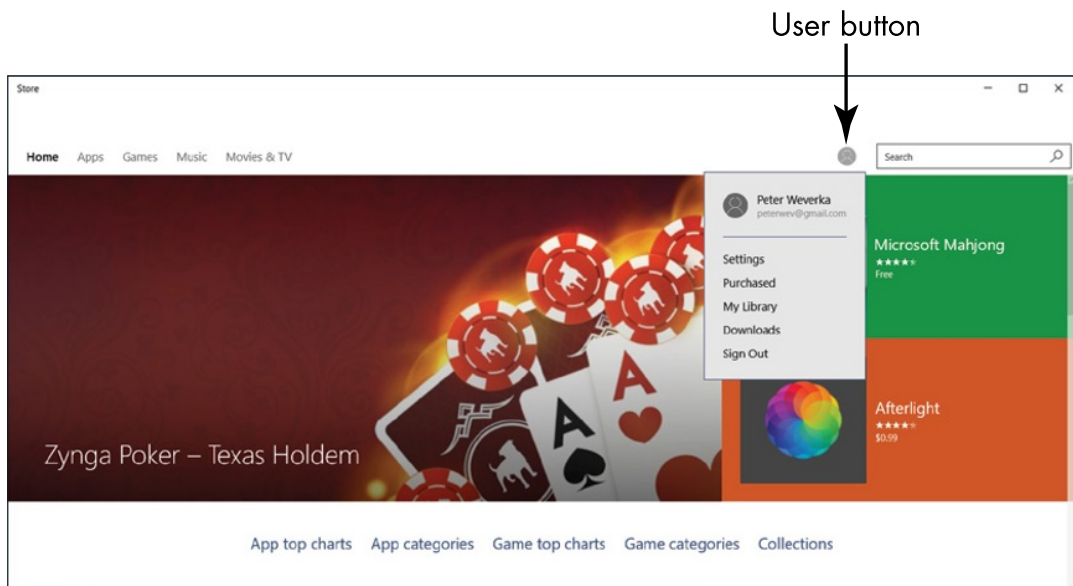 User button
Store
Home Apps Games Music Movies & TV
Search
Peter Weverka
peterwev@gmail.com
Settings
Purchased
My Library
Downloads
Sign Out
Microsoft Mahjong
Free
Afterlight
$0.99
Zynga Poker – Texas Holdem
A
A
App top charts App categories Game top charts Game categories Collections